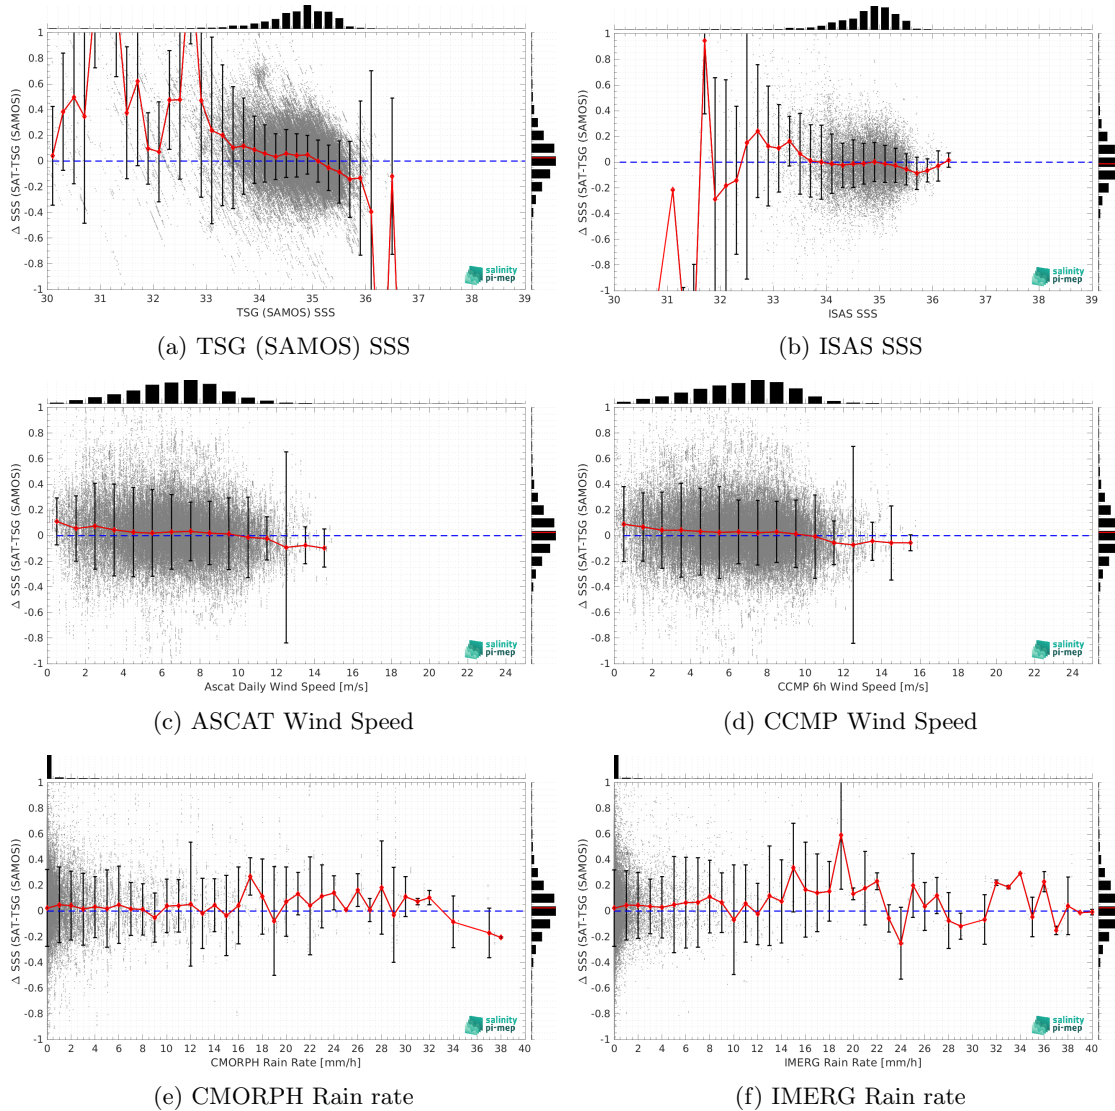 1
0.8
0.6
0.4
0.2
0
-0.2
-0.4
-0.6
-0.8
-1
Δ SSS (SAT-TSG (SAMOS))
30 31 32 33 34 35 36 37 38 39
TSG (SAMOS) SSS
salinity
pi-mep
(a) TSG (SAMOS) SSS
1
0.8
0.6
0.4
0.2
0
-0.2
-0.4
-0.6
-0.8
-1
Δ SSS (SAT-TSG (SAMOS))
30 31 32 33 34 35 36 37 38 39
ISAS SSS
salinity
pi-mep
(b) ISAS SSS
1
0.8
0.6
0.4
0.2
0
-0.2
-0.4
-0.6
-0.8
-1
Δ SSS (SAT-TSG (SAMOS))
0 2 4 6 8 10 12 14 16 18 20 22 24
Ascat Daily Wind Speed [m/s]
salinity
pi-mep
(c) ASCAT Wind Speed
1
0.8
0.6
0.4
0.2
0
-0.2
-0.4
-0.6
-0.8
-1
Δ SSS (SAT-TSG (SAMOS))
0 2 4 6 8 10 12 14 16 18 20 22 24
CCMP 6h Wind Speed [m/s]
salinity
pi-mep
(d) CCMP Wind Speed
1
0.8
0.6
0.4
0.2
0
-0.2
-0.4
-0.6
-0.8
-1
Δ SSS (SAT-TSG (SAMOS))
0 2 4 6 8 10 12 14 16 18 20 22 24 26 28 30 32 34 36 38 40
CMORPH Rain Rate [mm/h]
salinity
pi-mep
(e) CMORPH Rain rate
1
0.8
0.6
0.4
0.2
0
-0.2
-0.4
-0.6
-0.8
-1
Δ SSS (SAT-TSG (SAMOS))
0 2 4 6 8 10 12 14 16 18 20 22 24 26 28 30 32 34 36 38 40
IMERG Rain Rate [mm/h]
salinity
pi-mep
(f) IMERG Rain rate